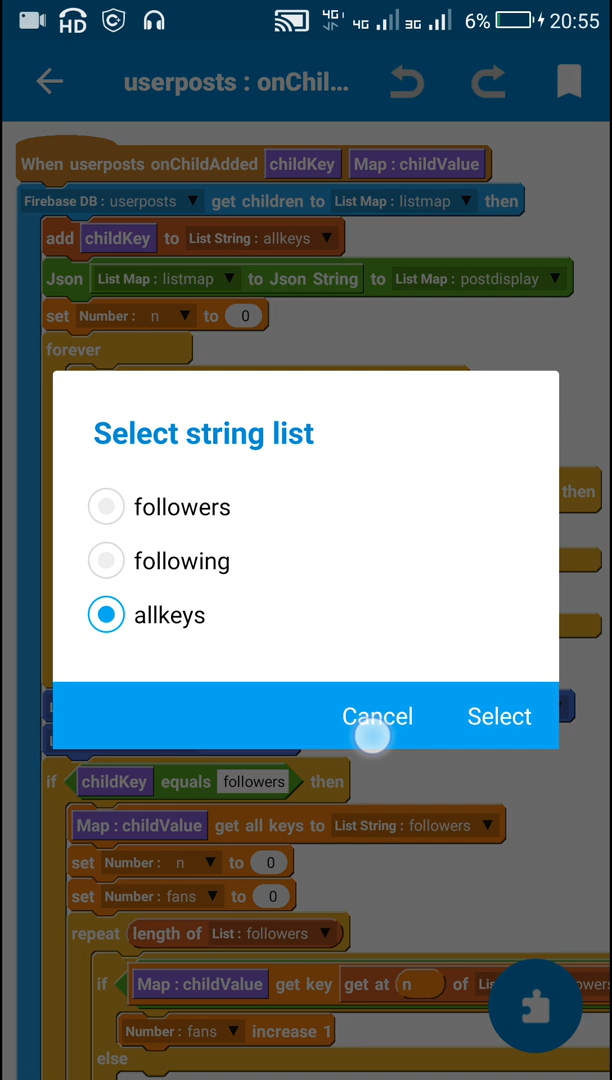 HD 4G 4G 3G 6% 20:55
userposts : onChil...
When userposts onChildAdded childKey Map : childValue
Firebase DB : userposts get children to List Map : listmap then
add childKey to List String : allkeys
Json List Map : listmap to Json String to List Map : postdisplay
set Number : n to 0
forever
Select string list
then
followers
following
allkeys
Cancel Select
if childKey equals followers then
Map : childValue get all keys to List String : followers
set Number : n to 0
set Number : fans to 0
repeat length of List : followers
if Map : childValue get key get at n of
Number : fans increase 1
else